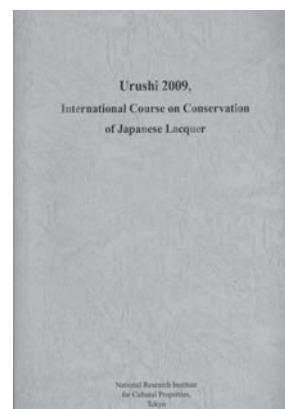 Urushi 2009,
International Course on Conservation
of Japanese Lacquer
National Research Institute
for Cultural Properties,
Tokyo